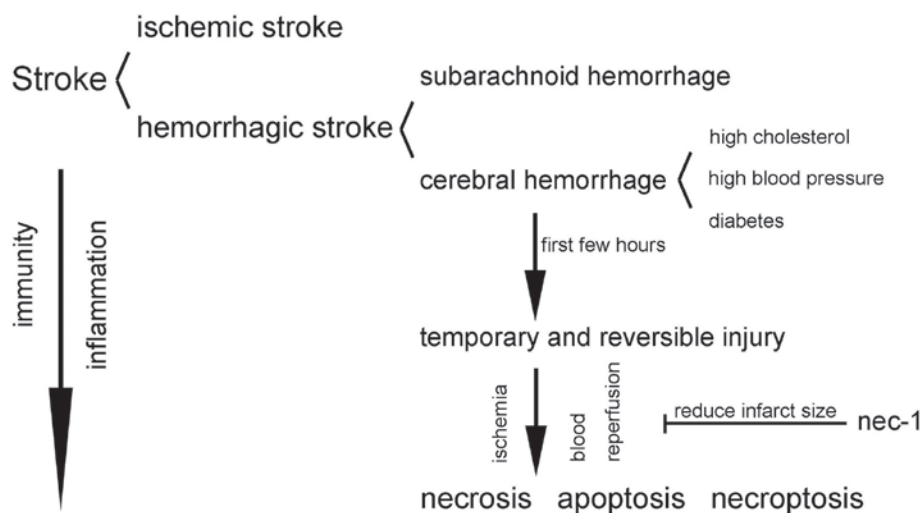 ischemic stroke
Stroke
subarachnoid hemorrhage
hemorrhagic stroke
high cholesterol
cerebral hemorrhage
high blood pressure
diabetes
immunity
inflammation
first few hours
temporary and reversible injury
ischemia
blood
reperfusion
reduce infarct size
nec-1
necrosis apoptosis necroptosis